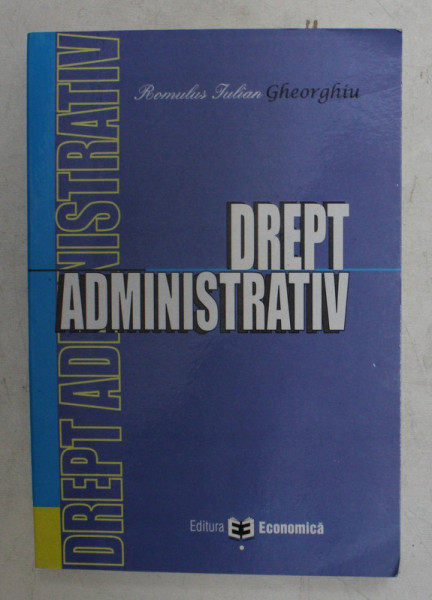 Romulus Iulian Gheorghiu
DREPT
ADMINISTRATIV
DREPT ADMINISTRATIV
Editura Economică